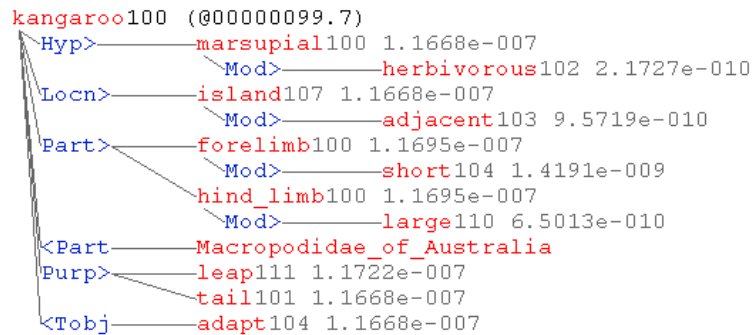 kangaroo100 (@00000099.7)
Hyp> marsupial100 1.1668e-007
Mod> herbivorous102 2.1727e-010
Locn> island107 1.1668e-007
Mod> adjacent103 9.5719e-010
Part> forelimb100 1.1695e-007
Mod> short104 1.4191e-009
hind_limb100 1.1695e-007
Mod> large110 6.5013e-010
<Part Macropodidae_of_Australia
Purp> leap111 1.1722e-007
tail101 1.1668e-007
<Tobj adapt104 1.1668e-007